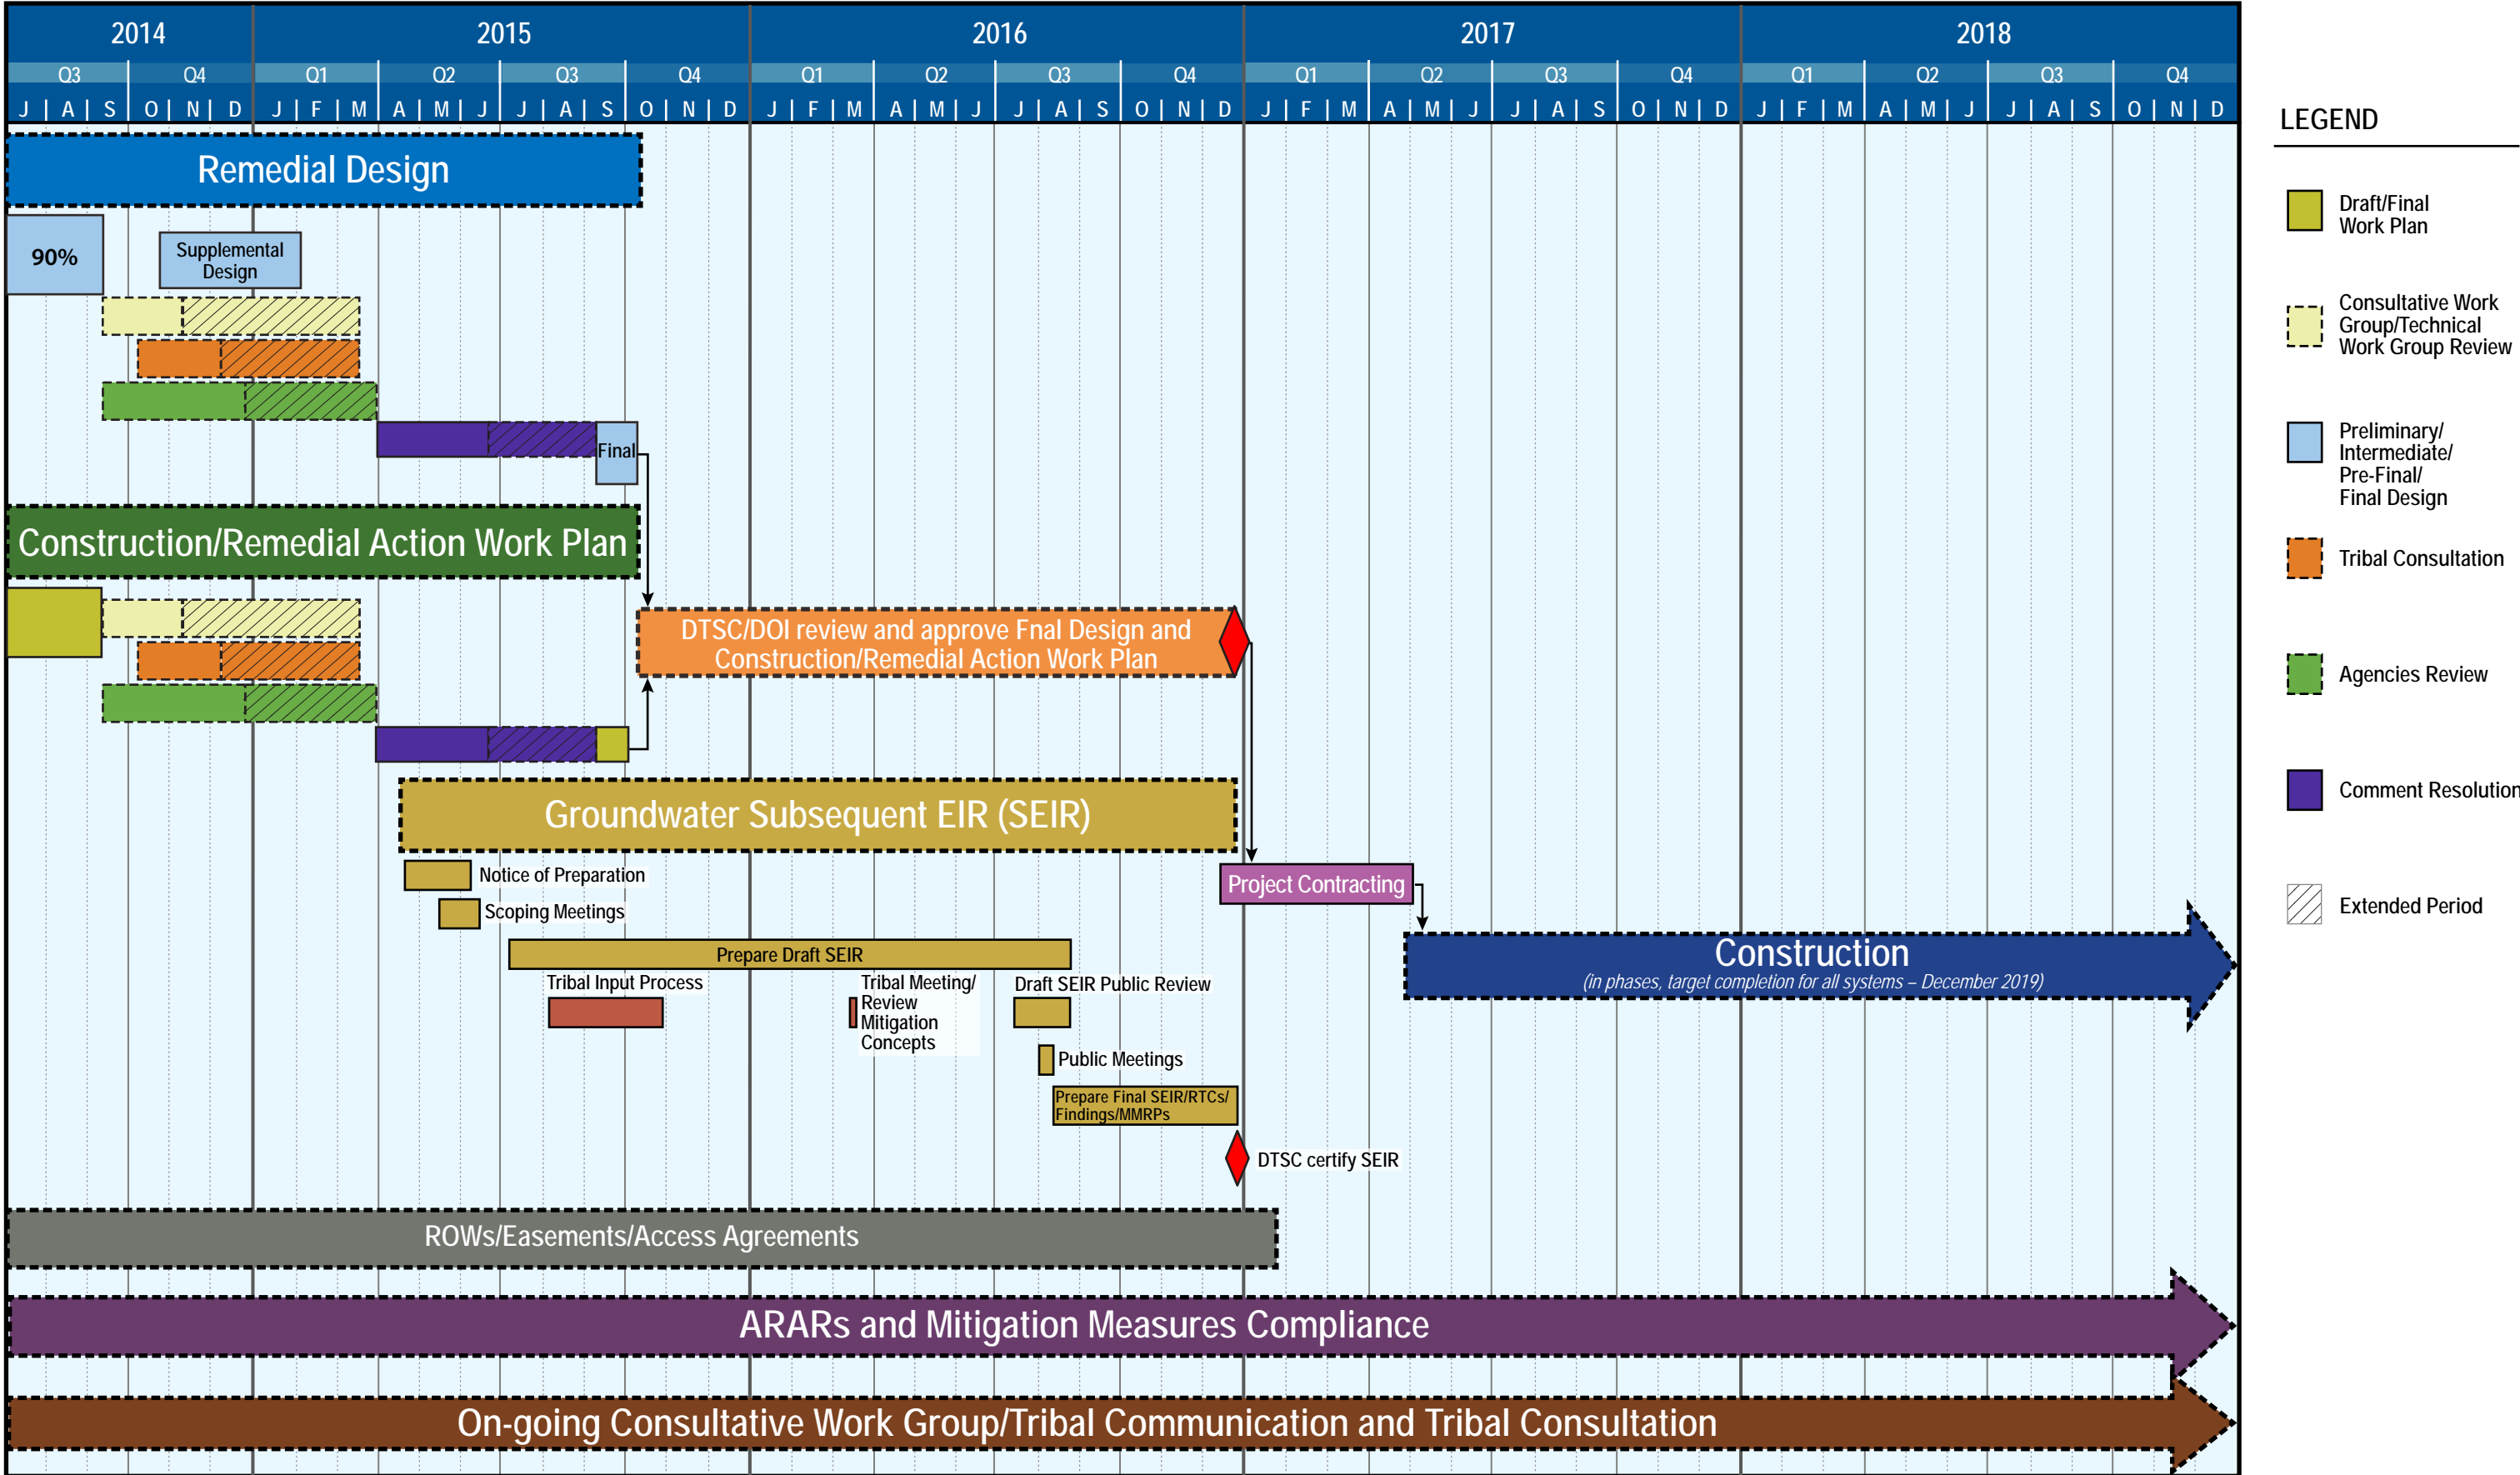 2014 2015 2016 2017 2018
Q3 Q4 Q1 Q2 Q3 Q4 Q1 Q2 Q3 Q4 Q1 Q2 Q3 Q4 Q1 Q2 Q3 Q4
J A S O N D J F M A M J J A S O N D J F M A M J J A S O N D J F M A M J J A S O N D J F M A M J J A S O N D
Remedial Design
90%
Supplemental
Design
Final
Construction/Remedial Action Work Plan
DTSC/DOI review and approve Fnal Design and
Construction/Remedial Action Work Plan
Groundwater Subsequent EIR (SEIR)
Notice of Preparation
Scoping Meetings
Project Contracting
Prepare Draft SEIR
Construction
(in phases, target completion for all systems – December 2019)
Tribal Input Process
Tribal Meeting/
Review
Mitigation
Concepts
Draft SEIR Public Review
Public Meetings
Prepare Final SEIR/RTCs/
Findings/MMRPs
DTSC certify SEIR
ROWs/Easements/Access Agreements
ARARs and Mitigation Measures Compliance
On-going Consultative Work Group/Tribal Communication and Tribal Consultation
LEGEND
Draft/Final
Work Plan
Consultative Work
Group/Technical
Work Group Review
Preliminary/
Intermediate/
Pre-Final/
Final Design
Tribal Consultation
Agencies Review
Comment Resolution
Extended Period